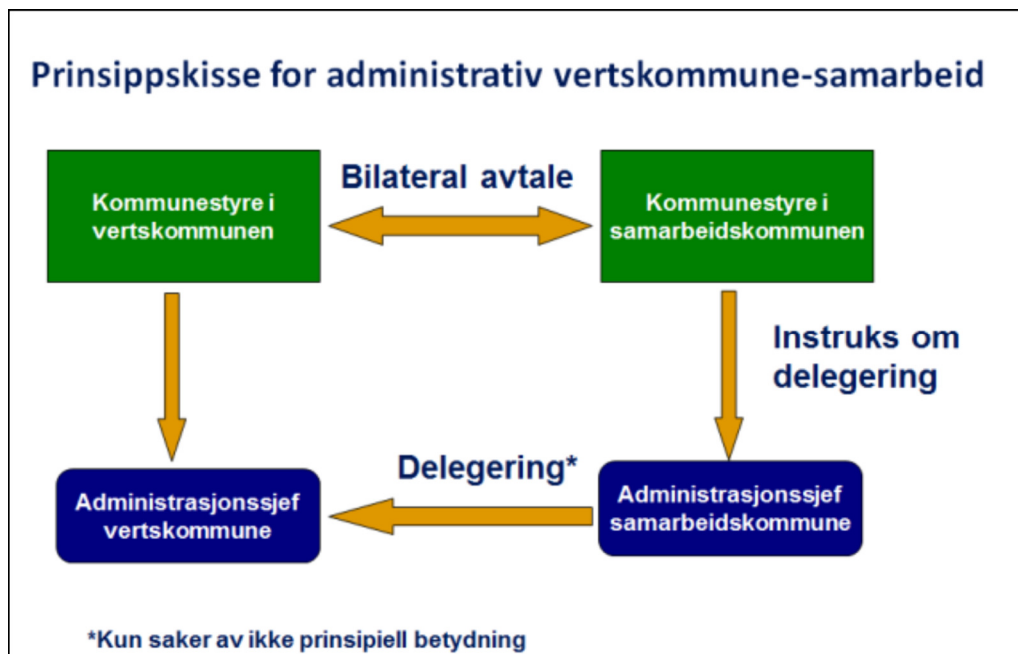 Prinsippskisse for administrativ vertskommune-samarbeid
Kommunestyre i
vertskommunen
Bilateral avtale
Kommunestyre i
samarbeidskommunen
Instruks om
delegering
Administrasjonssjef
vertskommune
Delegering*
Administrasjonssjef
samarbeidskommune
*Kun saker av ikke prinsipiell betydning